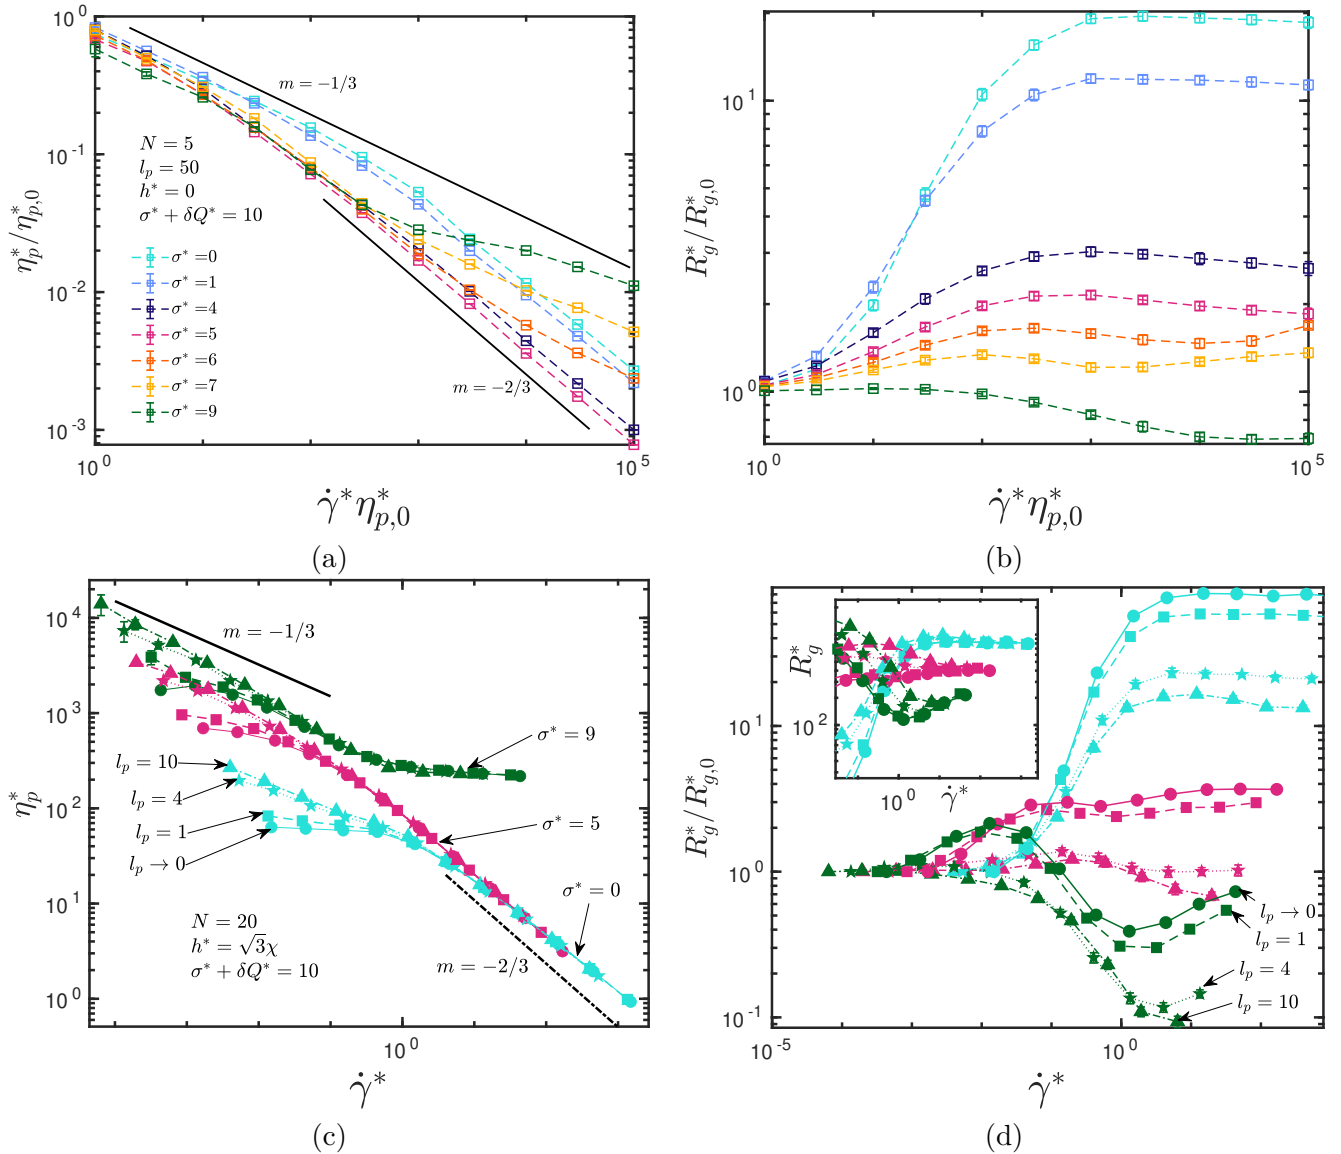 10^0
10^-1
10^-2
10^-3
η*_p/η*_{p,0}
m = −1/3
N = 5
l_p = 50
h* = 0
σ* + δQ* = 10
σ* =0
σ* =1
σ* =4
σ* =5
σ* =6
σ* =7
σ* =9
m = −2/3
10^0
10^5
γ̇*η*_{p,0}
(a)
10^1
10^0
R*_g/R*_{g,0}
10^0
10^5
γ̇*η*_{p,0}
(b)
10^4
10^3
10^2
10^1
10^0
η*_p
m = −1/3
σ* = 9
l_p = 10
l_p = 4
l_p = 1
l_p → 0
σ* = 5
σ* = 0
N = 20
h* = √3χ
σ* + δQ* = 10
m = −2/3
10^0
γ̇*
(c)
10^2
10^1
10^0
10^-1
R*_g/R*_{g,0}
R*_g
10^2
10^0
γ̇*
l_p → 0
l_p = 1
l_p = 4
l_p = 10
10^-5
10^0
γ̇*
(d)